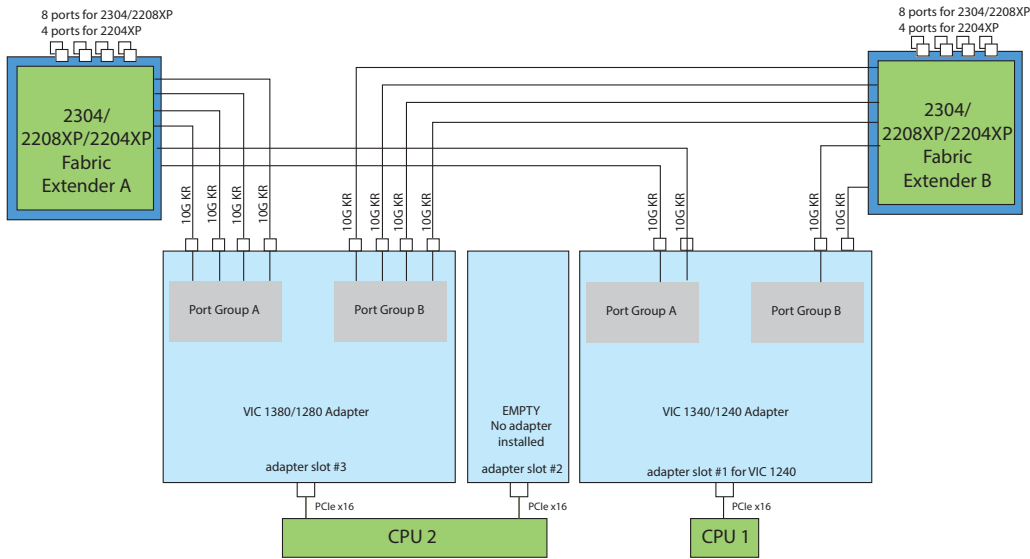 8 ports for 2304/2208XP
4 ports for 2204XP
8 ports for 2304/2208XP
4 ports for 2204XP
2304/
2208XP/2204XP
Fabric
Extender A
2304/
2208XP/2204XP
Fabric
Extender B
10G KR
10G KR
10G KR
10G KR
10G KR
10G KR
10G KR
10G KR
10G KR
10G KR
10G KR
10G KR
Port Group A
Port Group B
Port Group A
Port Group B
VIC 1380/1280 Adapter
EMPTY
No adapter
installed
VIC 1340/1240 Adapter
adapter slot #3
adapter slot #2
adapter slot #1 for VIC 1240
PCIe x16
PCIe x16
PCIe x16
CPU 2
CPU 1